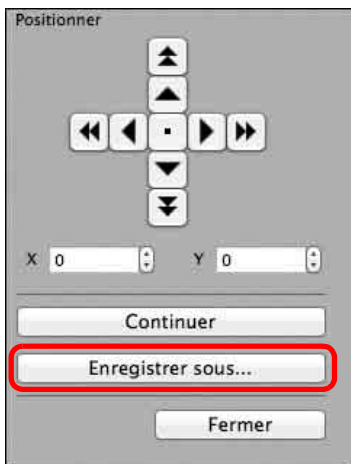 Positionner
X 0 Y 0
Continuer
Enregistrer sous...
Fermer